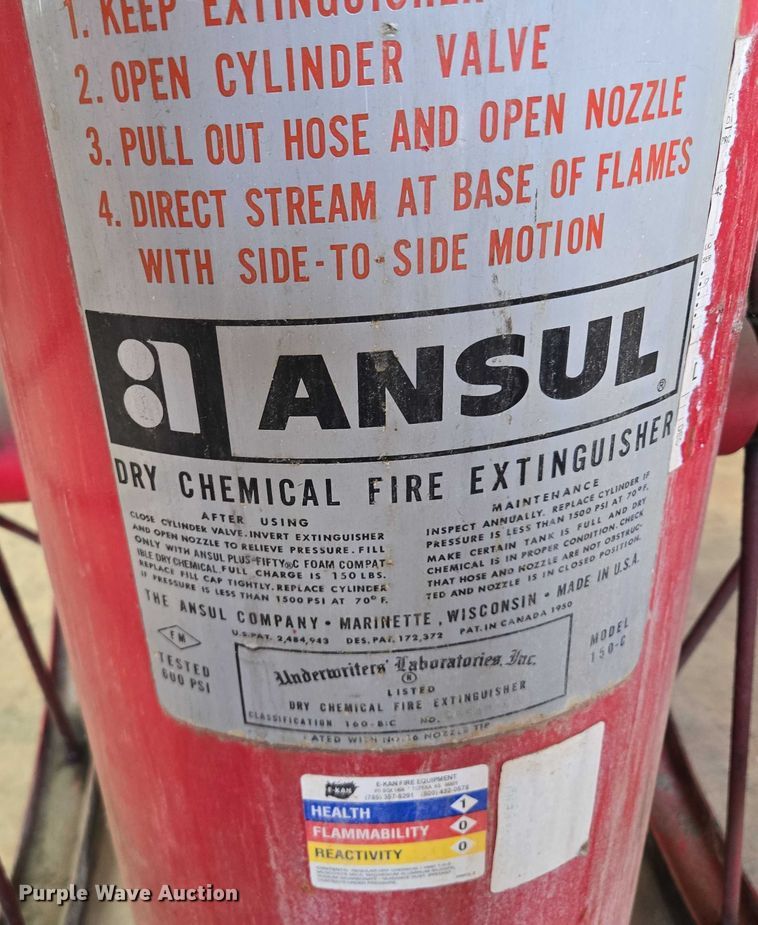 1. KEEP EXTINGUISHER
2. OPEN CYLINDER VALVE
3. PULL OUT HOSE AND OPEN NOZZLE
4. DIRECT STREAM AT BASE OF FLAMES
WITH SIDE-TO-SIDE MOTION
a ANSUL®
DRY CHEMICAL FIRE EXTINGUISHER
AFTER USING
CLOSE CYLINDER VALVE. INVERT EXTINGUISHER
AND OPEN NOZZLE TO RELIEVE PRESSURE. FILL
ONLY WITH ANSUL PLUS-FIFTY®C FOAM COMPAT-
IBLE DRY CHEMICAL. FULL CHARGE IS 150 LBS.
REPLACE FILL CAP TIGHTLY. REPLACE CYLINDER
IF PRESSURE IS LESS THAN 1500 PSI AT 70° F.
MAINTENANCE
INSPECT ANNUALLY. REPLACE CYLINDER IF
PRESSURE IS LESS THAN 1500 PSI AT 70° F.
MAKE CERTAIN TANK IS FULL AND DRY
CHEMICAL IS IN PROPER CONDITION. CHECK
THAT HOSE AND NOZZLE ARE NOT OBSTRUC-
TED AND NOZZLE IS IN CLOSED POSITION.
THE ANSUL COMPANY • MARINETTE, WISCONSIN • MADE IN U.S.A.
U.S. PAT. 2,484,943 DES. PAT. 172,372 PAT. IN CANADA 1950
FM
TESTED
600 PSI
Underwriters' Laboratories, Inc.
®
LISTED
DRY CHEMICAL FIRE EXTINGUISHER
CLASSIFICATION 160-B:C NO.
MODEL
150-C
RATED WITH NO. 16 NOZZLE TIP
E-KAN
E-KAN FIRE EQUIPMENT
HEALTH 1
FLAMMABILITY 0
REACTIVITY 0
Purple Wave Auction